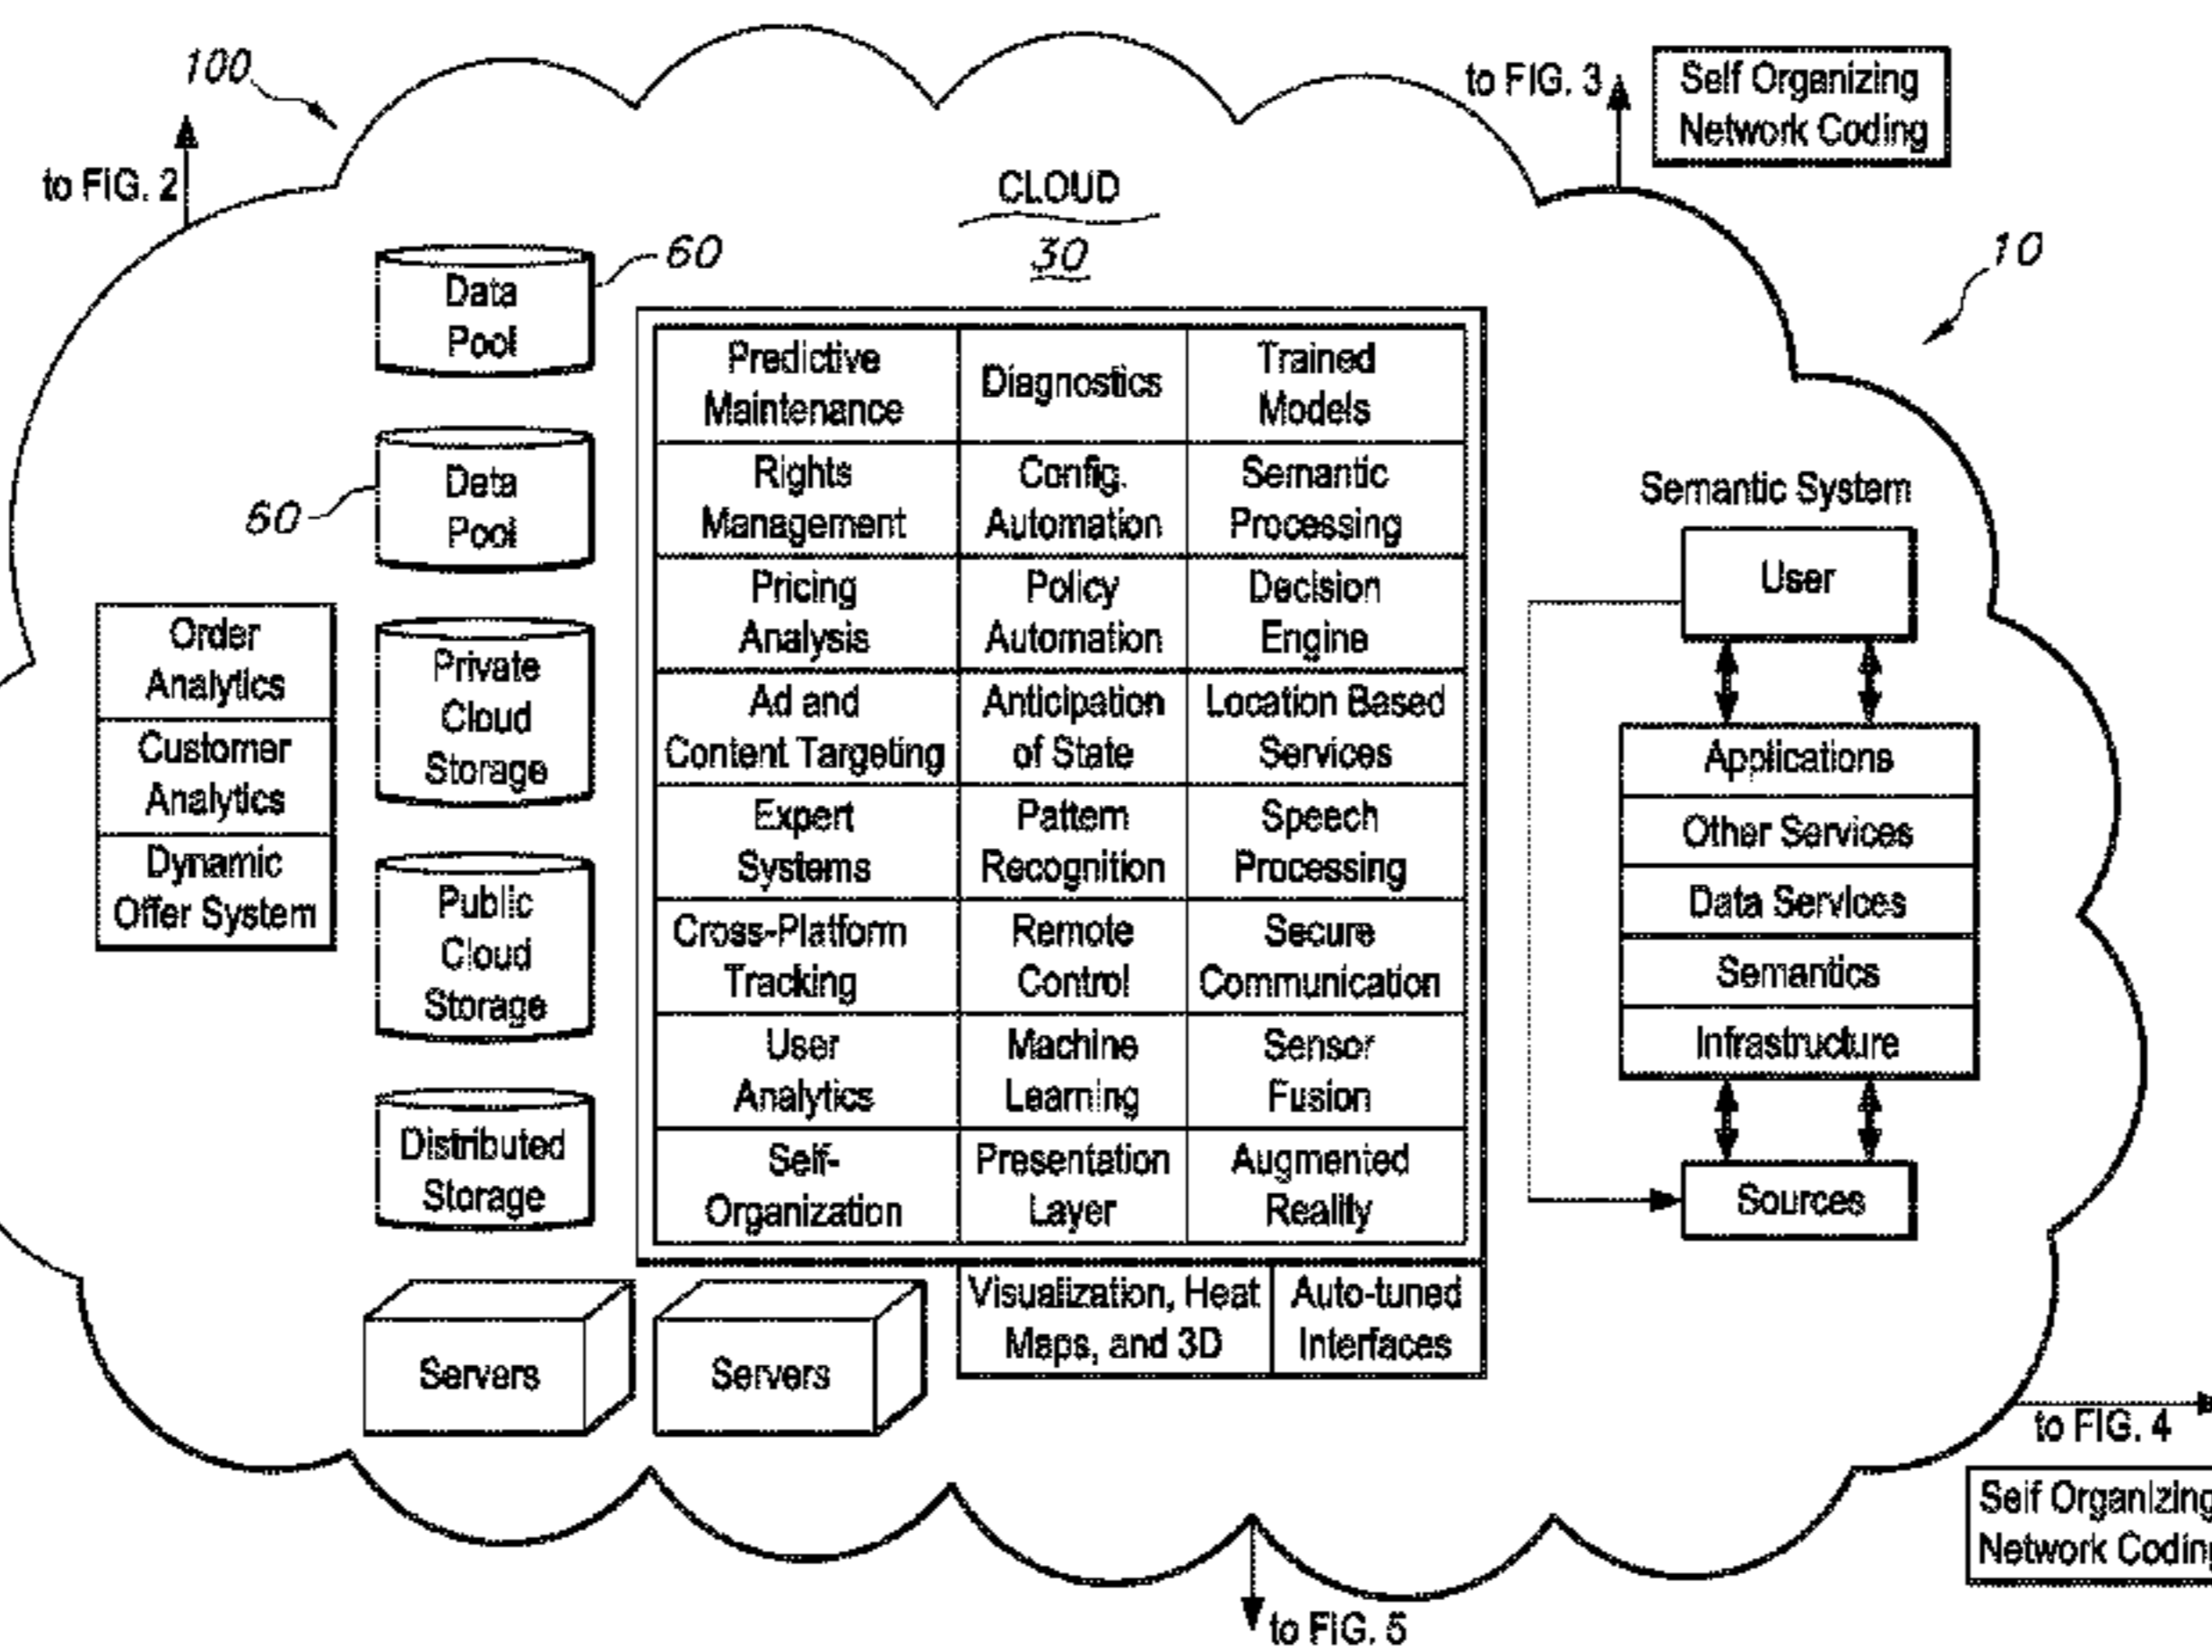 100
to FIG. 2
to FIG. 3
Self Organizing
Network Coding
CLOUD
30
10
Data
Pool
60
Data
Pool
60
Private
Cloud
Storage
Public
Cloud
Storage
Distributed
Storage
Order
Analytics
Customer
Analytics
Dynamic
Offer System
Predictive
Maintenance
Diagnostics
Trained
Models
Rights
Management
Config.
Automation
Semantic
Processing
Pricing
Analysis
Policy
Automation
Decision
Engine
Ad and
Content Targeting
Anticipation
of State
Location Based
Services
Expert
Systems
Pattern
Recognition
Speech
Processing
Cross-Platform
Tracking
Remote
Control
Secure
Communication
User
Analytics
Machine
Learning
Sensor
Fusion
Self-
Organization
Presentation
Layer
Augmented
Reality
Visualization, Heat
Maps, and 3D
Auto-tuned
Interfaces
Servers
Servers
Semantic System
User
Applications
Other Services
Data Services
Semantics
Infrastructure
Sources
to FIG. 4
Self Organizing
Network Coding
to FIG. 5